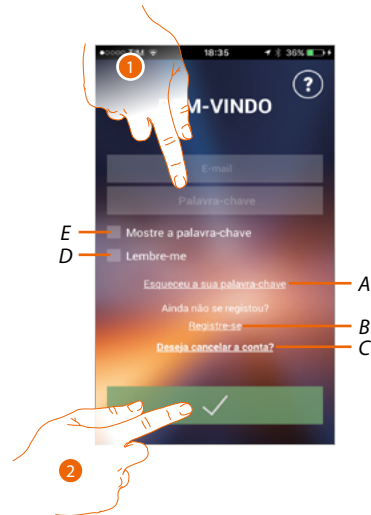 TIM 18:35 36%
1
?
M-VINDO
E-mail
Palavra-chave
E
Mostre a palavra-chave
D
Lembre-me
Esqueceu a sua palavra-chave
A
Ainda não se registou?
Registre-se
B
Deseja cancelar a conta?
C
2